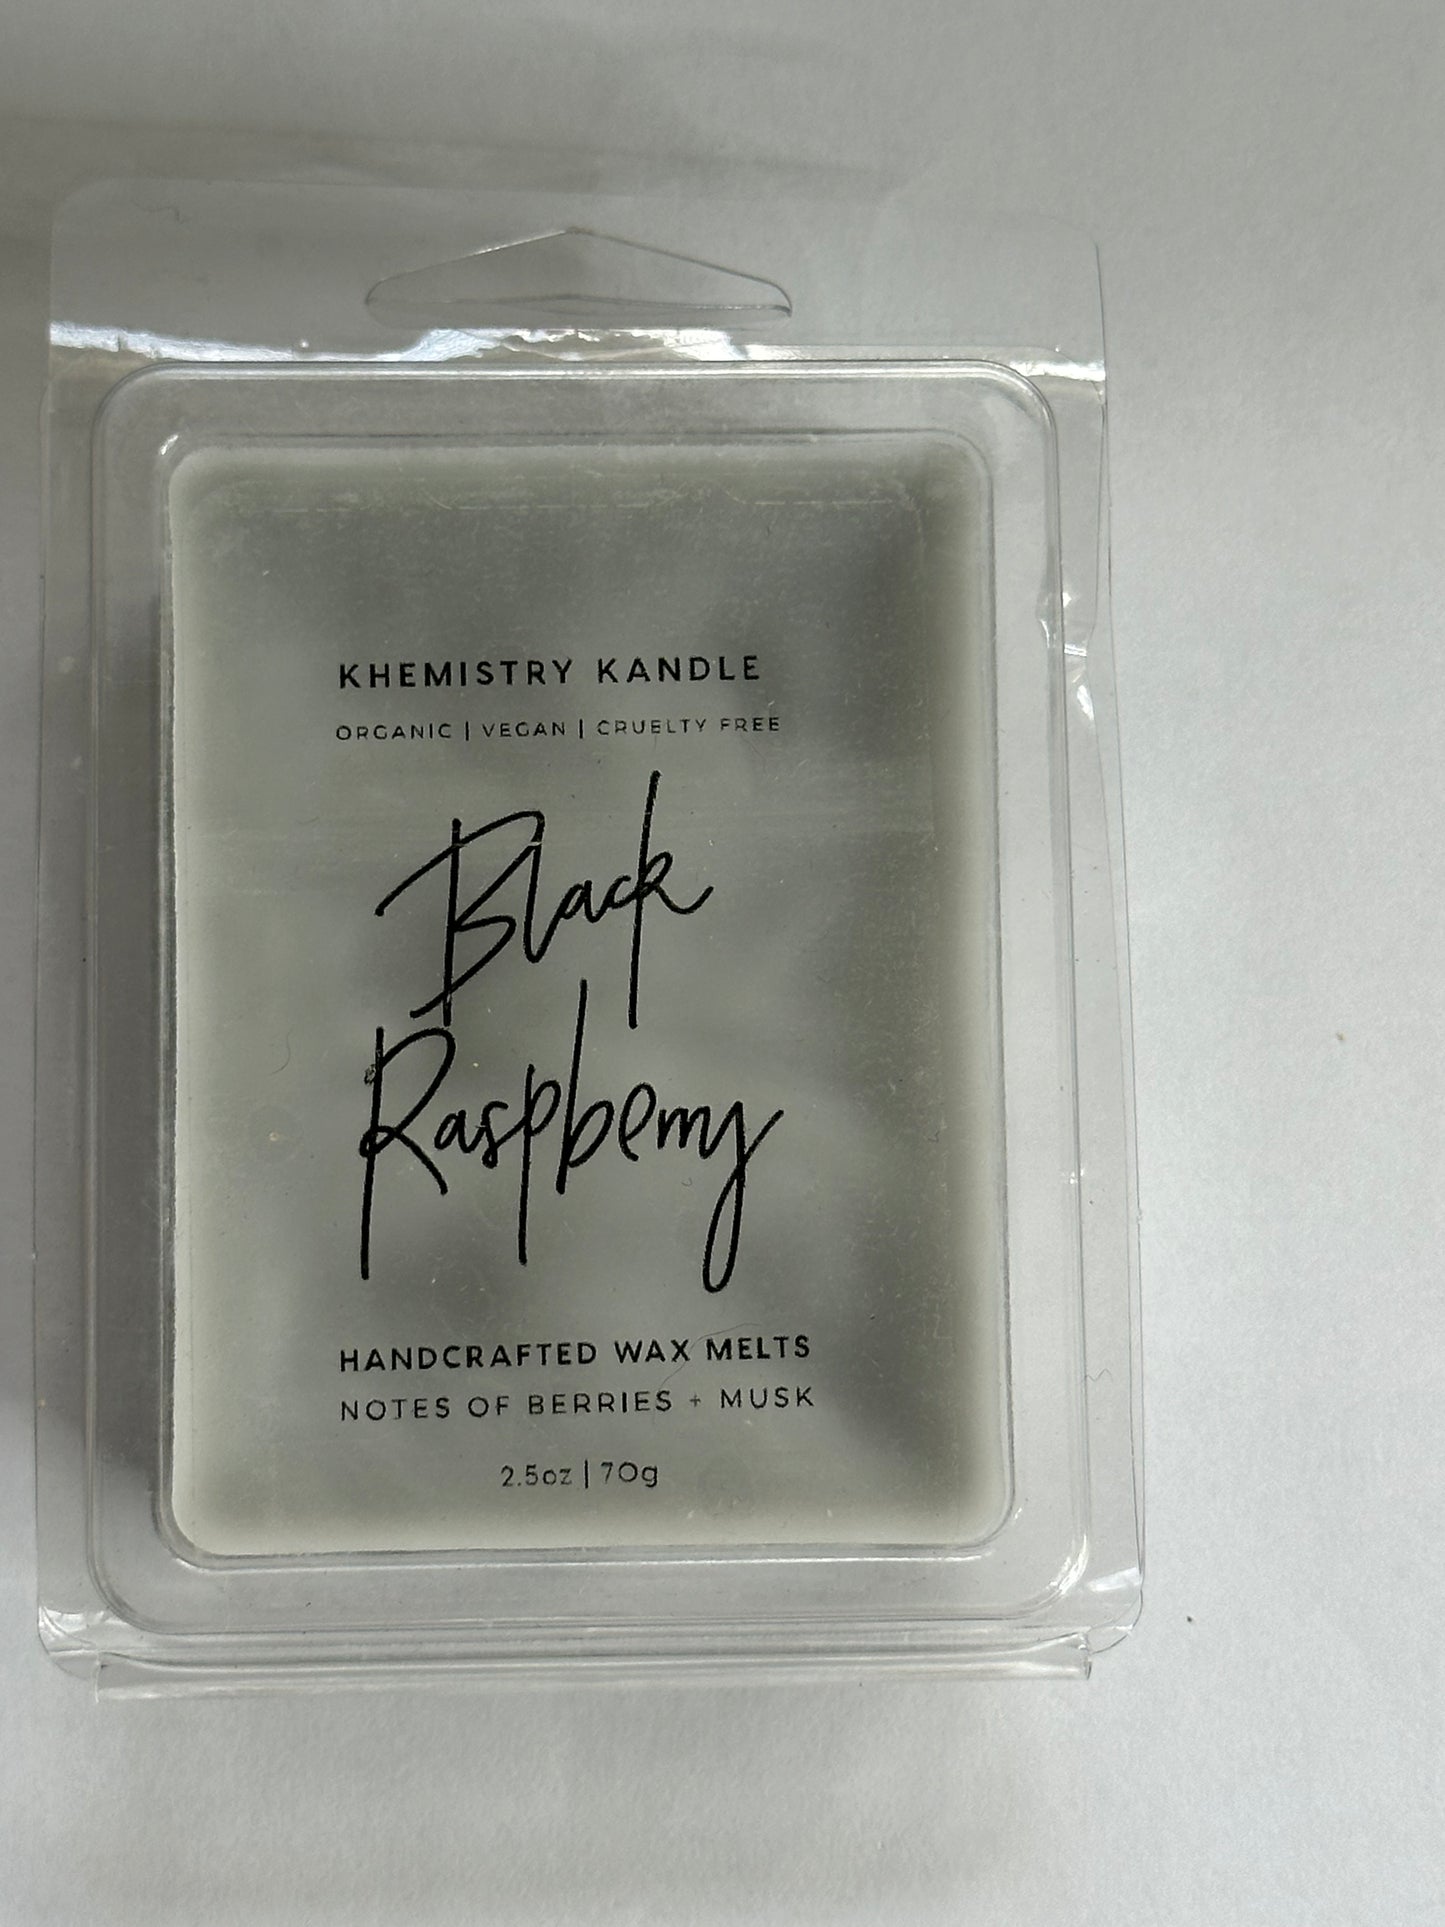 KHEMISTRY KANDLE
ORGANIC | VEGAN | CRUELTY FREE
Black
Raspberry
HANDCRAFTED WAX MELTS
NOTES OF BERRIES + MUSK
2.5oz | 70g